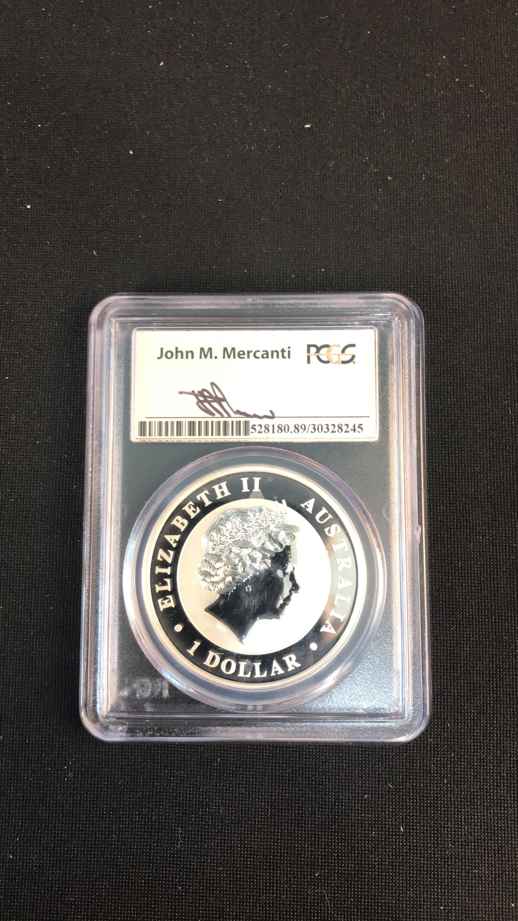 John M. Mercanti PCGS
528180.89/30328245
ELIZABETH II AUSTRALIA
• 1 DOLLAR •